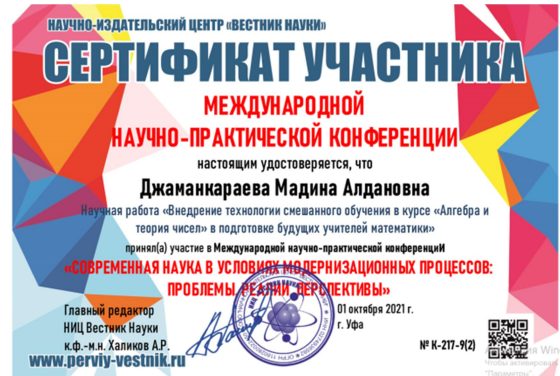 НАУЧНО-ИЗДАТЕЛЬСКИЙ ЦЕНТР «ВЕСТНИК НАУКИ»
СЕРТИФИКАТ УЧАСТНИКА
МЕЖДУНАРОДНОЙ
НАУЧНО-ПРАКТИЧЕСКОЙ КОНФЕРЕНЦИИ
настоящим удостоверяется, что
Джаманкараева Мадина Алдановна
Научная работа «Внедрение технологии смешанного обучения в курсе «Алгебра и
теория чисел» в подготовке будущих учителей математики»
принял(а) участие в Международной научно-практической конференциИ
«СОВРЕМЕННАЯ НАУКА В УСЛОВИЯХ МОДЕРНИЗАЦИОННЫХ ПРОЦЕССОВ:
ПРОБЛЕМЫ, РЕАЛИИ, ПЕРСПЕКТИВЫ»
Главный редактор
НИЦ Вестник Науки
к.ф.-м.н. Халиков А.Р.
www.perviy-vestnik.ru
01 октября 2021 г.
г. Уфа
№ К-217-9(2)